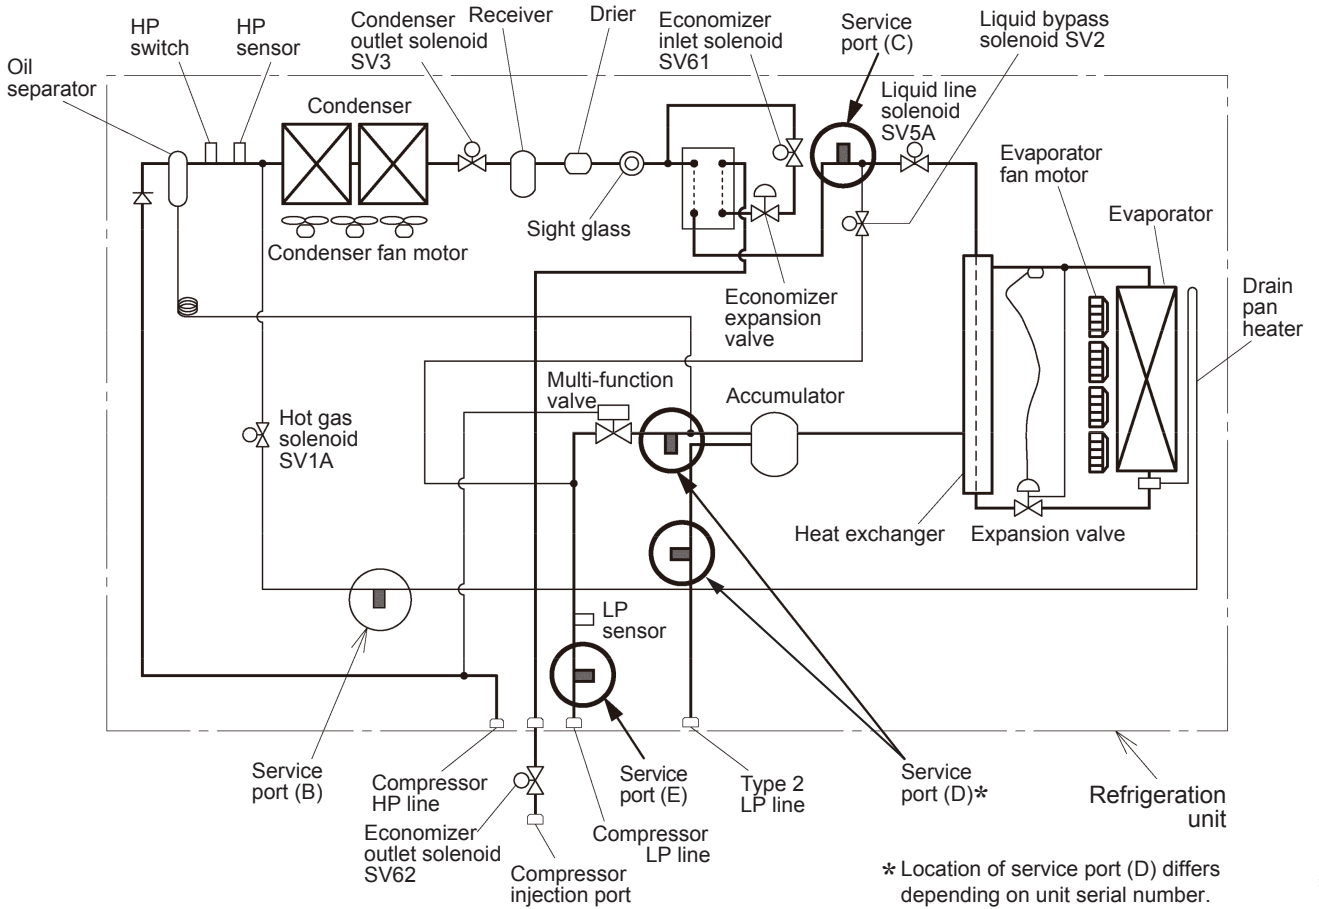 HP
switch
HP
sensor
Condenser
outlet solenoid
SV3
Receiver
Drier
Economizer
inlet solenoid
SV61
Service
port (C)
Liquid bypass
solenoid SV2
Oil
separator
Condenser
Liquid line
solenoid
SV5A
Evaporator
fan motor
Evaporator
Sight glass
Condenser fan motor
Economizer
expansion
valve
Drain
pan
heater
Multi-function
valve
Accumulator
Hot gas
solenoid
SV1A
Heat exchanger
Expansion valve
LP
sensor
Service
port (B)
Compressor
HP line
Service
port (E)
Type 2
LP line
Service
port (D)*
Refrigeration
unit
Economizer
outlet solenoid
SV62
Compressor
LP line
Compressor
injection port
* Location of service port (D) differs
depending on unit serial number.